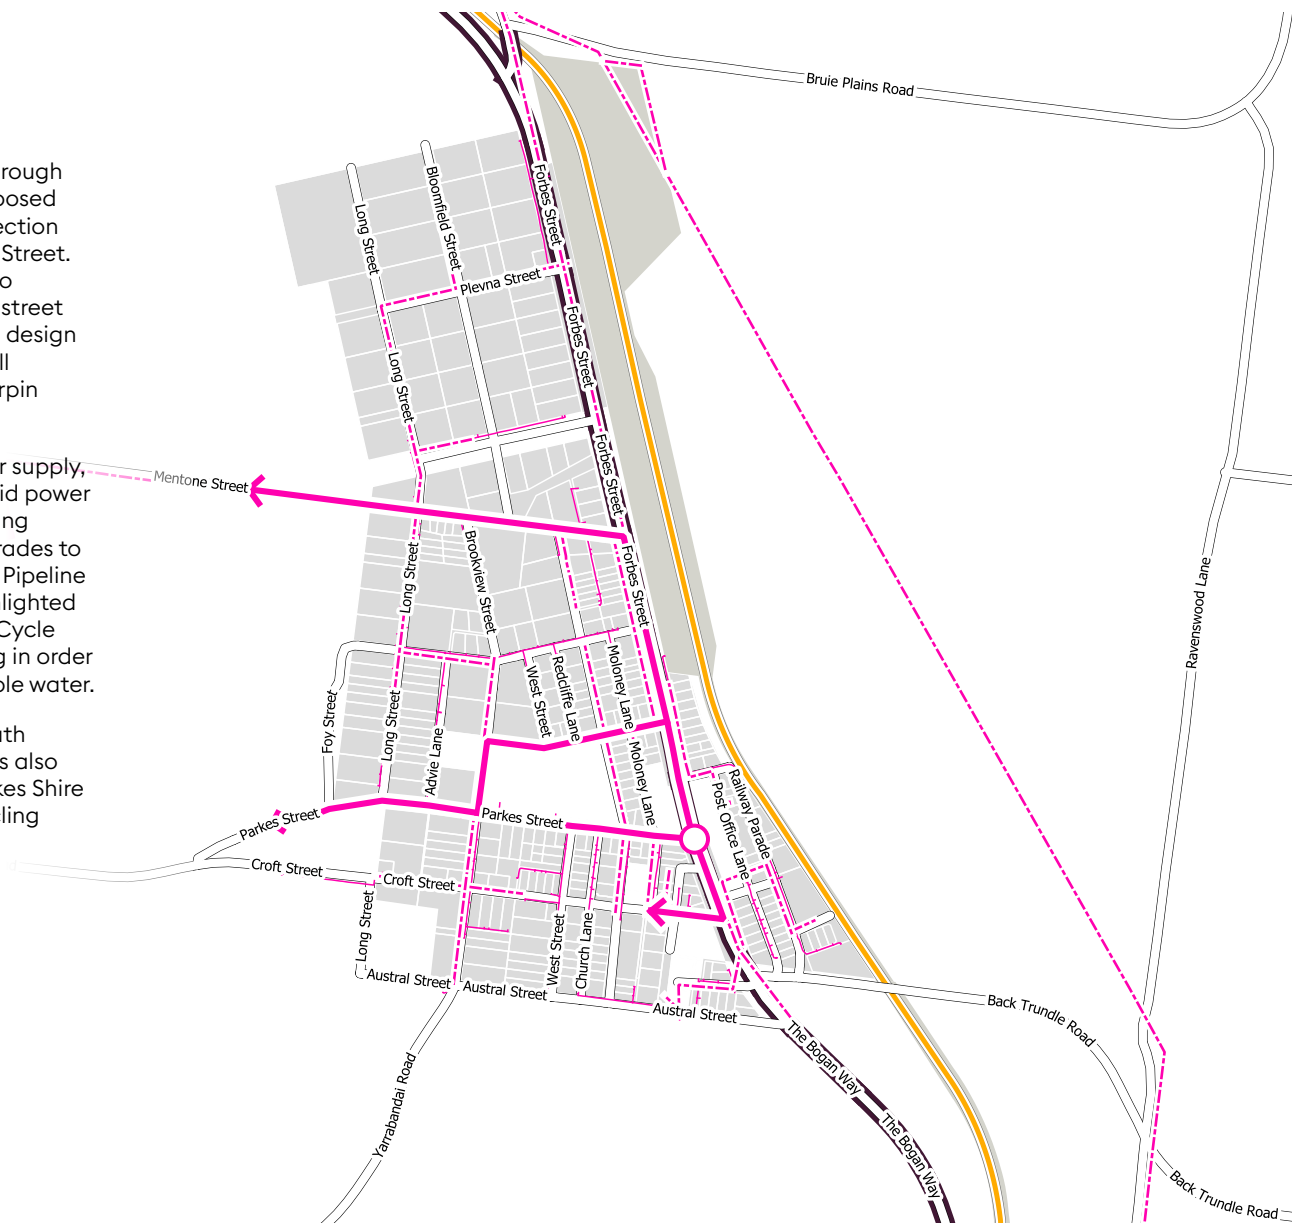 rough
posed
ection
Street.
o
street
design
ll
rpin
r supply,
id power
ng
rades to
Pipeline
lighted
Cycle
g in order
ble water.
ath
s also
kes Shire
cling
Bruie Plains Road
Forbes Street
Bloomfield Street
Long Street
Plevna Street
Forbes Street
Long Street
Forbes Street
Mentone Street
Forbes Street
Brookview Street
Long Street
Ravenswood Lane
Moloney Lane
Redcliffe Lane
West Street
Foy Street
Long Street
Advie Lane
Moloney Lane
Railway Parade
Post Office Lane
Parkes Street
Parkes Street
Croft Street
Croft Street
Long Street
West Street
Church Lane
Austral Street
Austral Street
Austral Street
Back Trundle Road
The Bogan Way
Yarrabandai Road
The Bogan Way
Back Trundle Road